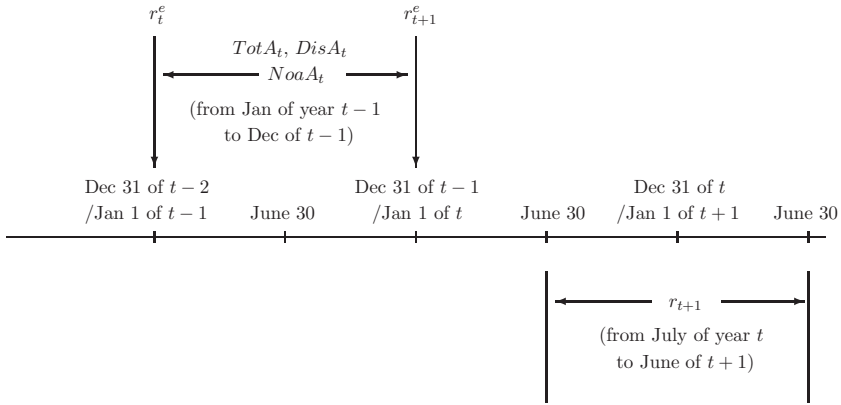 r_t^e
r_{t+1}^e
TotA_t, DisA_t
NoaA_t
(from Jan of year t − 1
to Dec of t − 1)
Dec 31 of t − 2
/Jan 1 of t − 1
June 30
Dec 31 of t − 1
/Jan 1 of t
June 30
Dec 31 of t
/Jan 1 of t + 1
June 30
r_{t+1}
(from July of year t
to June of t + 1)